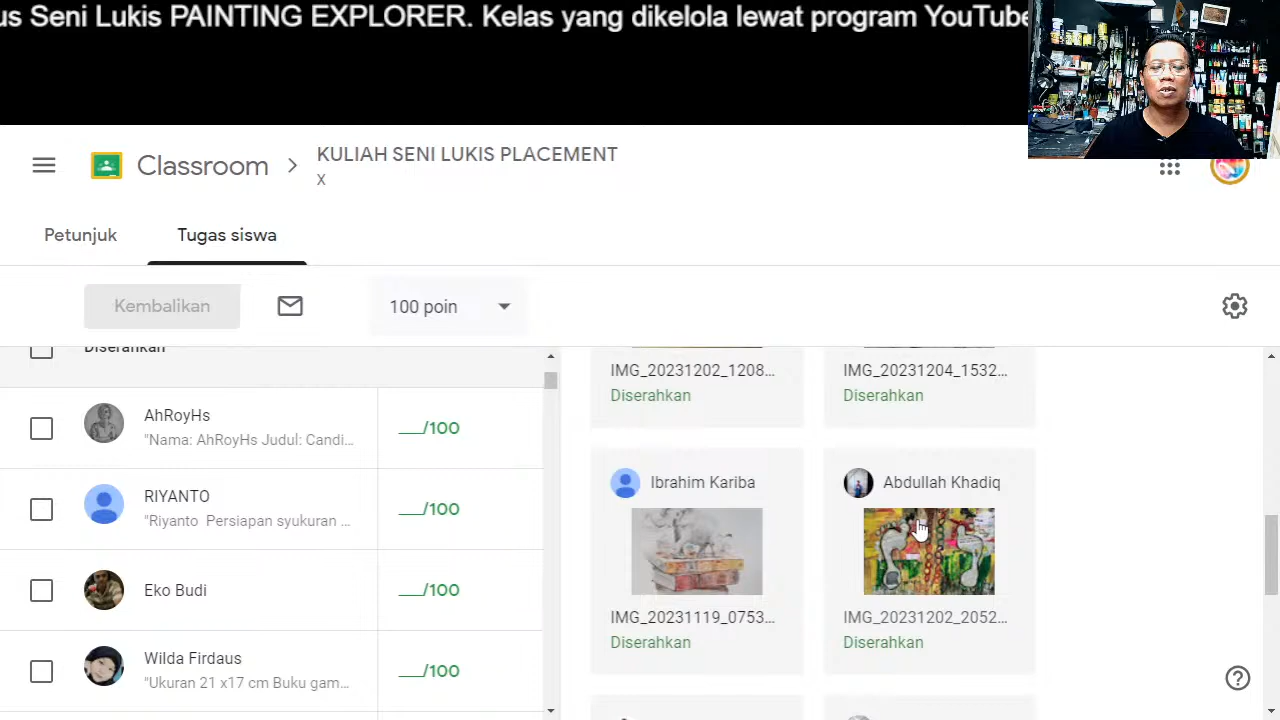 us Seni Lukis PAINTING EXPLORER. Kelas yang dikelola lewat program YouTube
Classroom
KULIAH SENI LUKIS PLACEMENT
X
Petunjuk
Tugas siswa
Kembalikan
100 poin
Diserahkan
AhRoyHs
"Nama: AhRoyHs Judul: Candi…
__/100
RIYANTO
"Riyanto Persiapan syukuran …
__/100
Eko Budi
__/100
Wilda Firdaus
"Ukuran 21 x17 cm Buku gam…
__/100
IMG_20231202_1208…
Diserahkan
IMG_20231204_1532…
Diserahkan
Ibrahim Kariba
IMG_20231119_0753…
Diserahkan
Abdullah Khadiq
IMG_20231202_2052…
Diserahkan